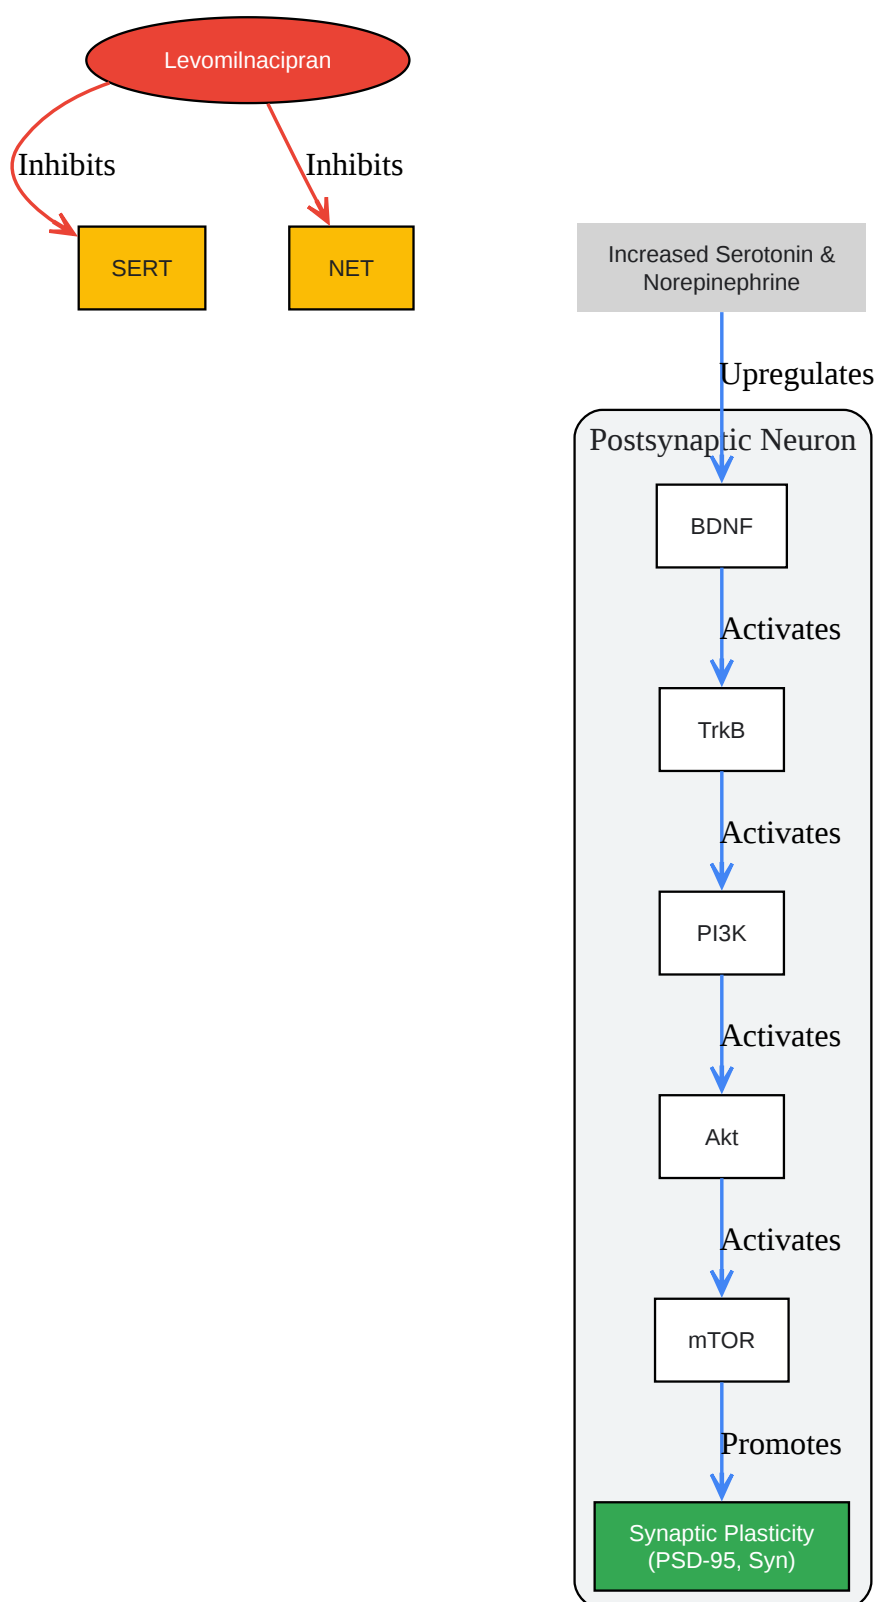 Levomilnacipran
Inhibits
Inhibits
SERT
NET
Increased Serotonin &
Norepinephrine
Upregulates
Postsynaptic Neuron
BDNF
Activates
TrkB
Activates
PI3K
Activates
Akt
Activates
mTOR
Promotes
Synaptic Plasticity
(PSD-95, Syn)